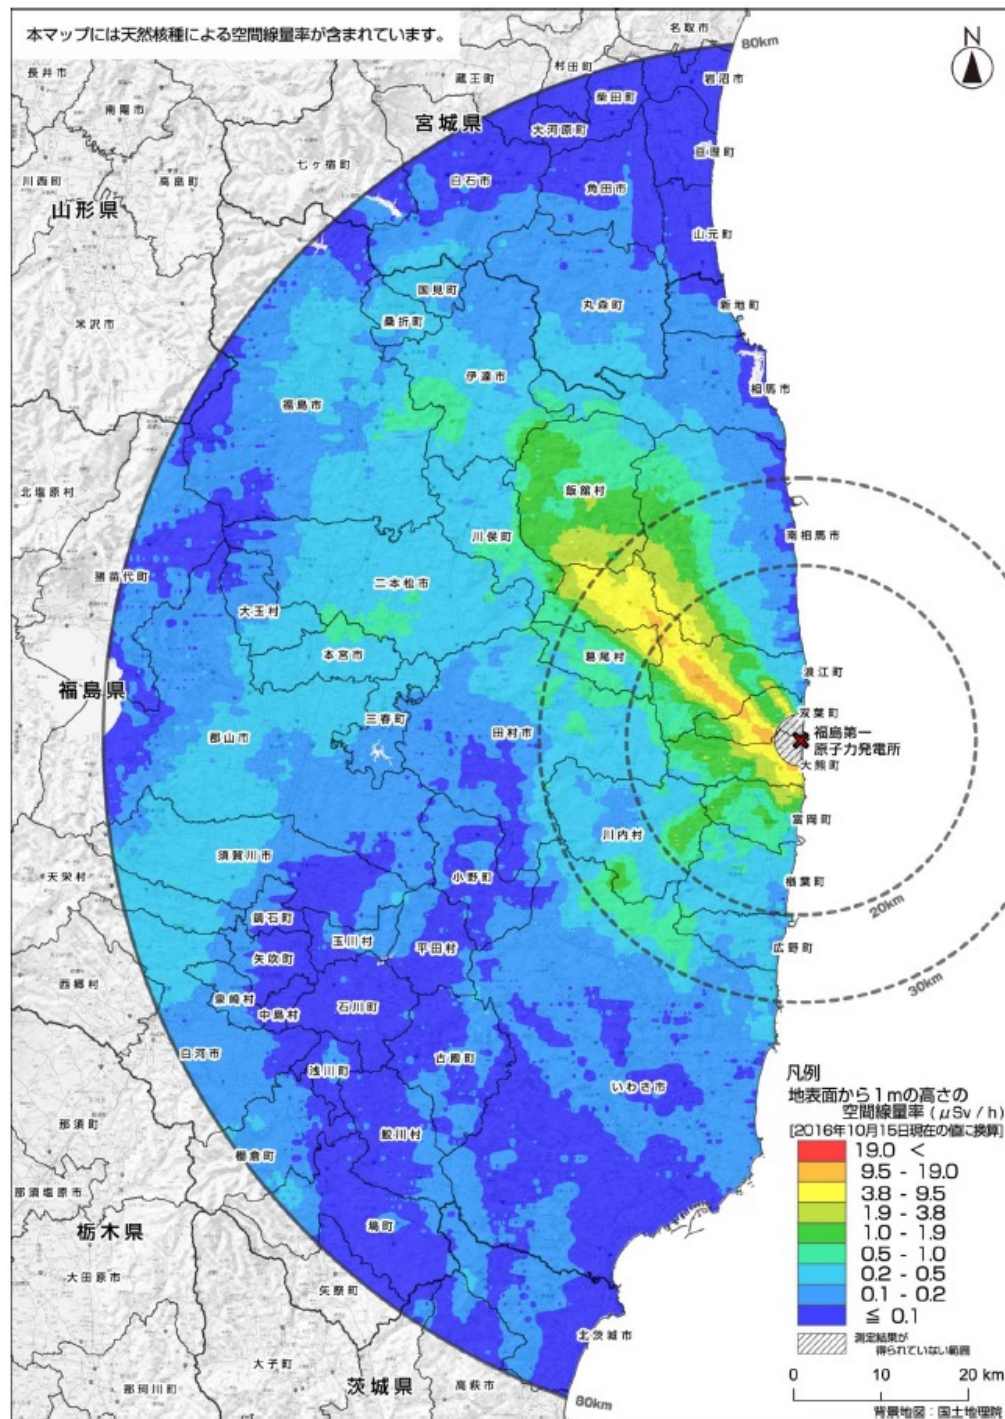 本マップには天然核種による空間線量率が含まれています。
名取市
80km
N
長井市
村田町
蔵王町
岩沼市
南陽市
柴田町
宮城県
大河原町
亘理町
七ヶ宿町
川西町
高畠町
白石市
角田市
山形県
山元町
国見町
丸森町
新地町
米沢市
桑折町
伊達市
相馬市
福島市
北塩原村
飯舘村
川俣町
南相馬市
猪苗代町
二本松市
大玉村
本宮市
葛尾村
浪江町
福島県
三春町
双葉町
郡山市
田村市
福島第一
原子力発電所
大熊町
富岡町
川内村
須賀川市
天栄村
小野町
楢葉町
20km
鏡石町
玉川村
平田村
矢吹町
広野町
西郷村
泉崎村
石川町
30km
中島村
白河市
古殿町
浅川町
いわき市
那須町
鮫川村
棚倉町
那須塩原市
塙町
栃木県
大田原市
矢祭町
北茨城市
大子町
那珂川町
茨城県
高萩市
80km
凡例
地表面から1mの高さの
空間線量率(μSv/h)
[2016年10月15日現在の値に換算]
19.0 <
9.5 - 19.0
3.8 - 9.5
1.9 - 3.8
1.0 - 1.9
0.5 - 1.0
0.2 - 0.5
0.1 - 0.2
≦ 0.1
測定結果が
得られていない範囲
0 10 20 km
背景地図：国土地理院